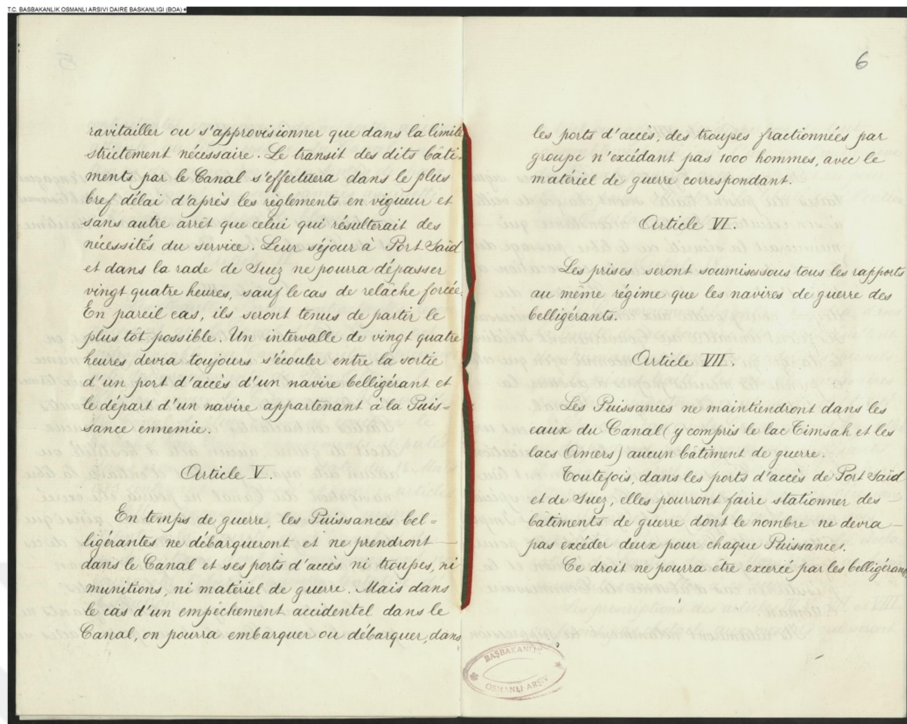 T.C. BASBAKANLIK OSMANLI ARSIVI DAIRE BASKANLIGI (BOA)
ravitailler ou s'approvisionner que dans la limite
strictement nécessaire. Le transit des dits bâti-
ments par le Canal s'effectuera dans le plus
bref délai d'après les règlements en vigueur et
sans autre arrêt que celui qui résulterait des
nécessités du service. Leur séjour à Port Saïd
et dans la rade de Suez ne pourra dépasser
vingt quatre heures, sauf le cas de relâche forcée.
En pareil cas, ils seront tenus de partir le
plus tôt possible. Un intervalle de vingt quatre
heures devra toujours s'écouler entre la sortie
d'un port d'accès d'un navire belligérant et
le départ d'un navire appartenant à la Puis-
sance ennemie.
Article V.
En temps de guerre, les Puissances bel-
ligérantes ne débarqueront et ne prendront
dans le Canal et ses ports d'accès ni troupes, ni
munitions, ni matériel de guerre. Mais dans
le cas d'un empêchement accidentel dans le
Canal, on pourra embarquer ou débarquer, dans
6
les ports d'accès, des troupes fractionnées par
groupe n'excédant pas 1000 hommes, avec le
matériel de guerre correspondant.
Article VI.
Les prises seront soumises sous tous les rapports
au même régime que les navires de guerre des
belligérants.
Article VII.
Les Puissances ne maintiendront dans les
eaux du Canal (y compris le lac Timsah et les
lacs Amers) aucun bâtiment de guerre.
Toutefois, dans les ports d'accès de Port Saïd
et de Suez, elles pourront faire stationner des
bâtiments de guerre dont le nombre ne devra
pas excéder deux pour chaque Puissance.
Ce droit ne pourra être exercé par les belligérants
BAŞBAKANLIK
OSMANLI ARŞİVİ